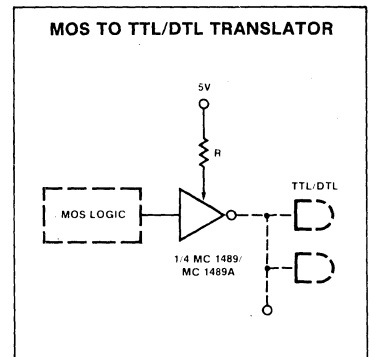 MOS TO TTL/DTL TRANSLATOR
5V
R
TTL/DTL
MOS LOGIC
1/4 MC 1489/
MC 1489A